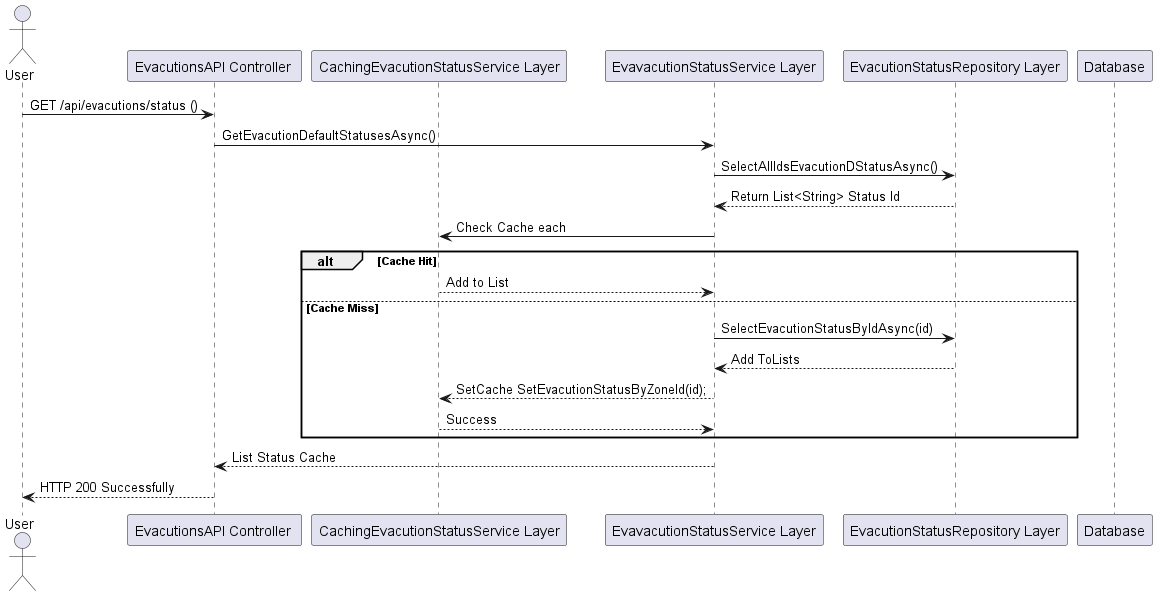 User
EvacutionsAPI Controller
CachingEvacutionStatusService Layer
EvavacutionStatusService Layer
EvacutionStatusRepository Layer
Database
GET /api/evacutions/status ()
GetEvacutionDefaultStatusesAsync()
SelectAllIdsEvacutionDStatusAsync()
Return List<String> Status Id
Check Cache each
alt [Cache Hit]
Add to List
[Cache Miss]
SelectEvacutionStatusByIdAsync(id)
Add ToLists
SetCache SetEvacutionStatusByZoneId(id);
Success
List Status Cache
HTTP 200 Successfully
User
EvacutionsAPI Controller
CachingEvacutionStatusService Layer
EvavacutionStatusService Layer
EvacutionStatusRepository Layer
Database